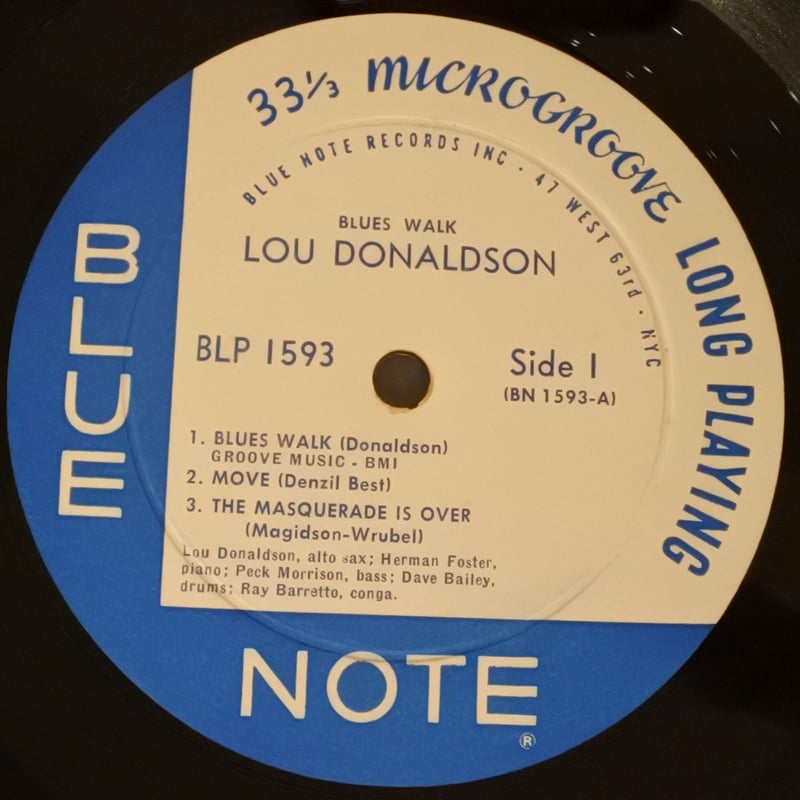 33⅓ MICROGROOVE LONG PLAYING
BLUE NOTE RECORDS INC · 47 WEST 63rd · NYC
BLUES WALK
LOU DONALDSON
BLP 1593
Side 1
(BN 1593-A)
1. BLUES WALK (Donaldson)
GROOVE MUSIC - BMI
2. MOVE (Denzil Best)
3. THE MASQUERADE IS OVER
(Magidson-Wrubel)
Lou Donaldson, alto sax; Herman Foster,
piano; Peck Morrison, bass; Dave Bailey,
drums; Ray Barretto, conga.
BLUE
NOTE
®